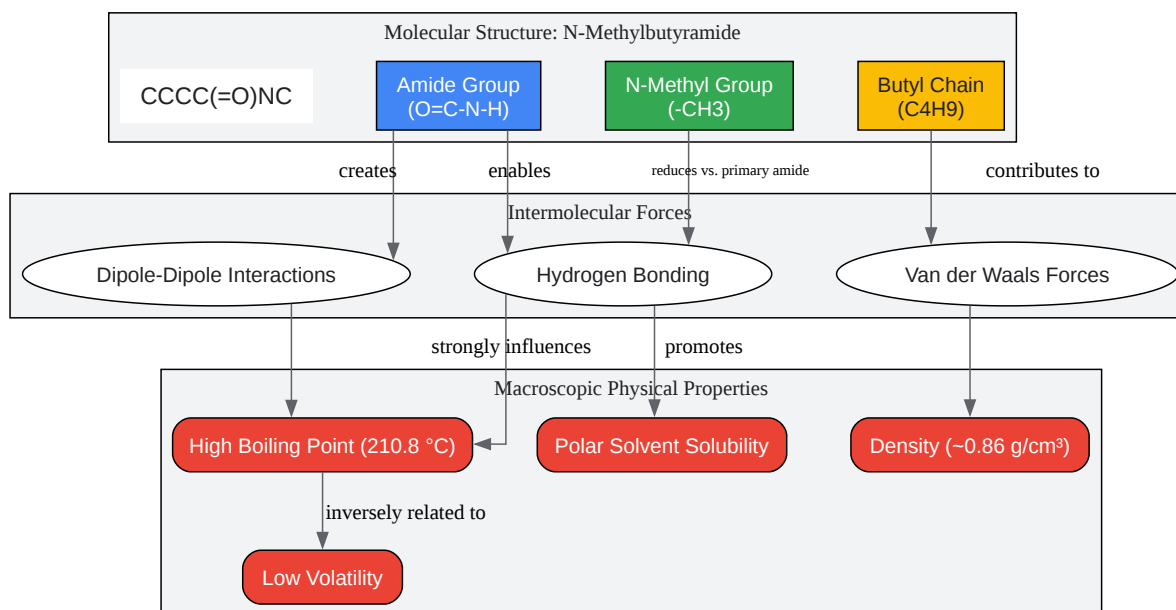 Molecular Structure: N-Methylbutyramide
CCCC(=O)NC
Amide Group
(O=C-N-H)
N-Methyl Group
(-CH3)
Butyl Chain
(C4H9)
creates
enables
reduces vs. primary amide
contributes to
Intermolecular Forces
Dipole-Dipole Interactions
Hydrogen Bonding
Van der Waals Forces
strongly influences
promotes
Macroscopic Physical Properties
High Boiling Point (210.8 °C)
Polar Solvent Solubility
Density (~0.86 g/cm³)
inversely related to
Low Volatility